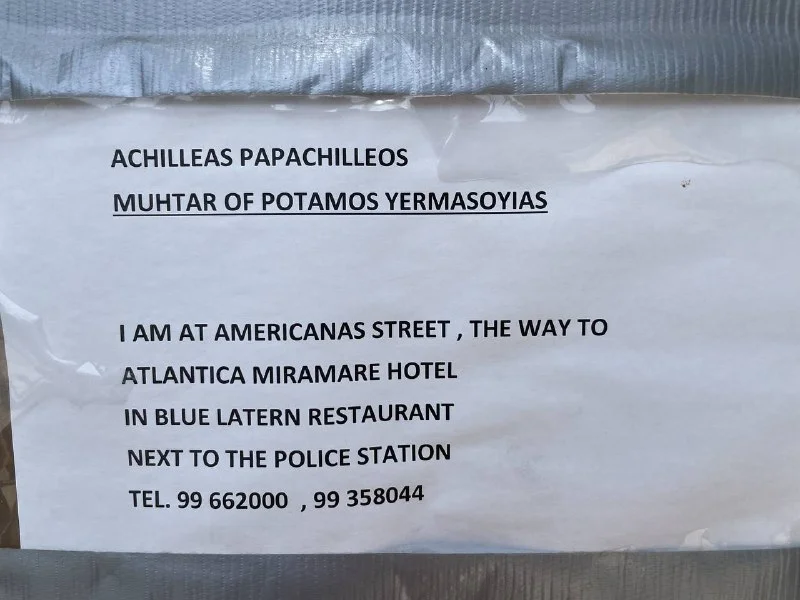 ACHILLEAS PAPACHILLEOS
MUHTAR OF POTAMOS YERMASOYIAS
I AM AT AMERICANAS STREET , THE WAY TO
ATLANTICA MIRAMARE HOTEL
IN BLUE LATERN RESTAURANT
NEXT TO THE POLICE STATION
TEL. 99 662000 , 99 358044